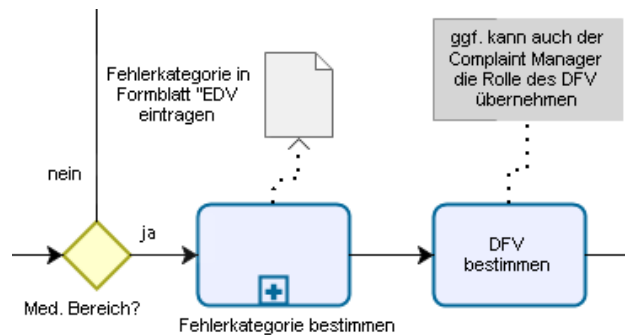 Fehlerkategorie in
Formblatt "EDV
eintragen
ggf. kann auch der
Complaint Manager
die Rolle des DFV
übernehmen
nein
ja
Med. Bereich?
Fehlerkategorie bestimmen
DFV
bestimmen